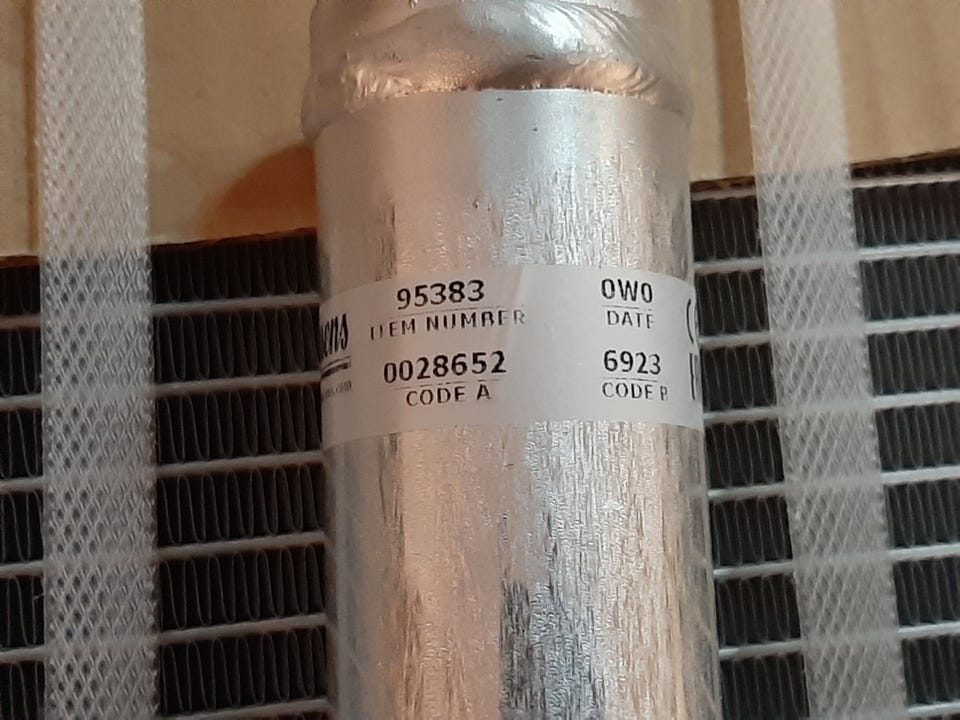 95383 0W0
ITEM NUMBER DATE
0028652 6923
CODE A CODE B